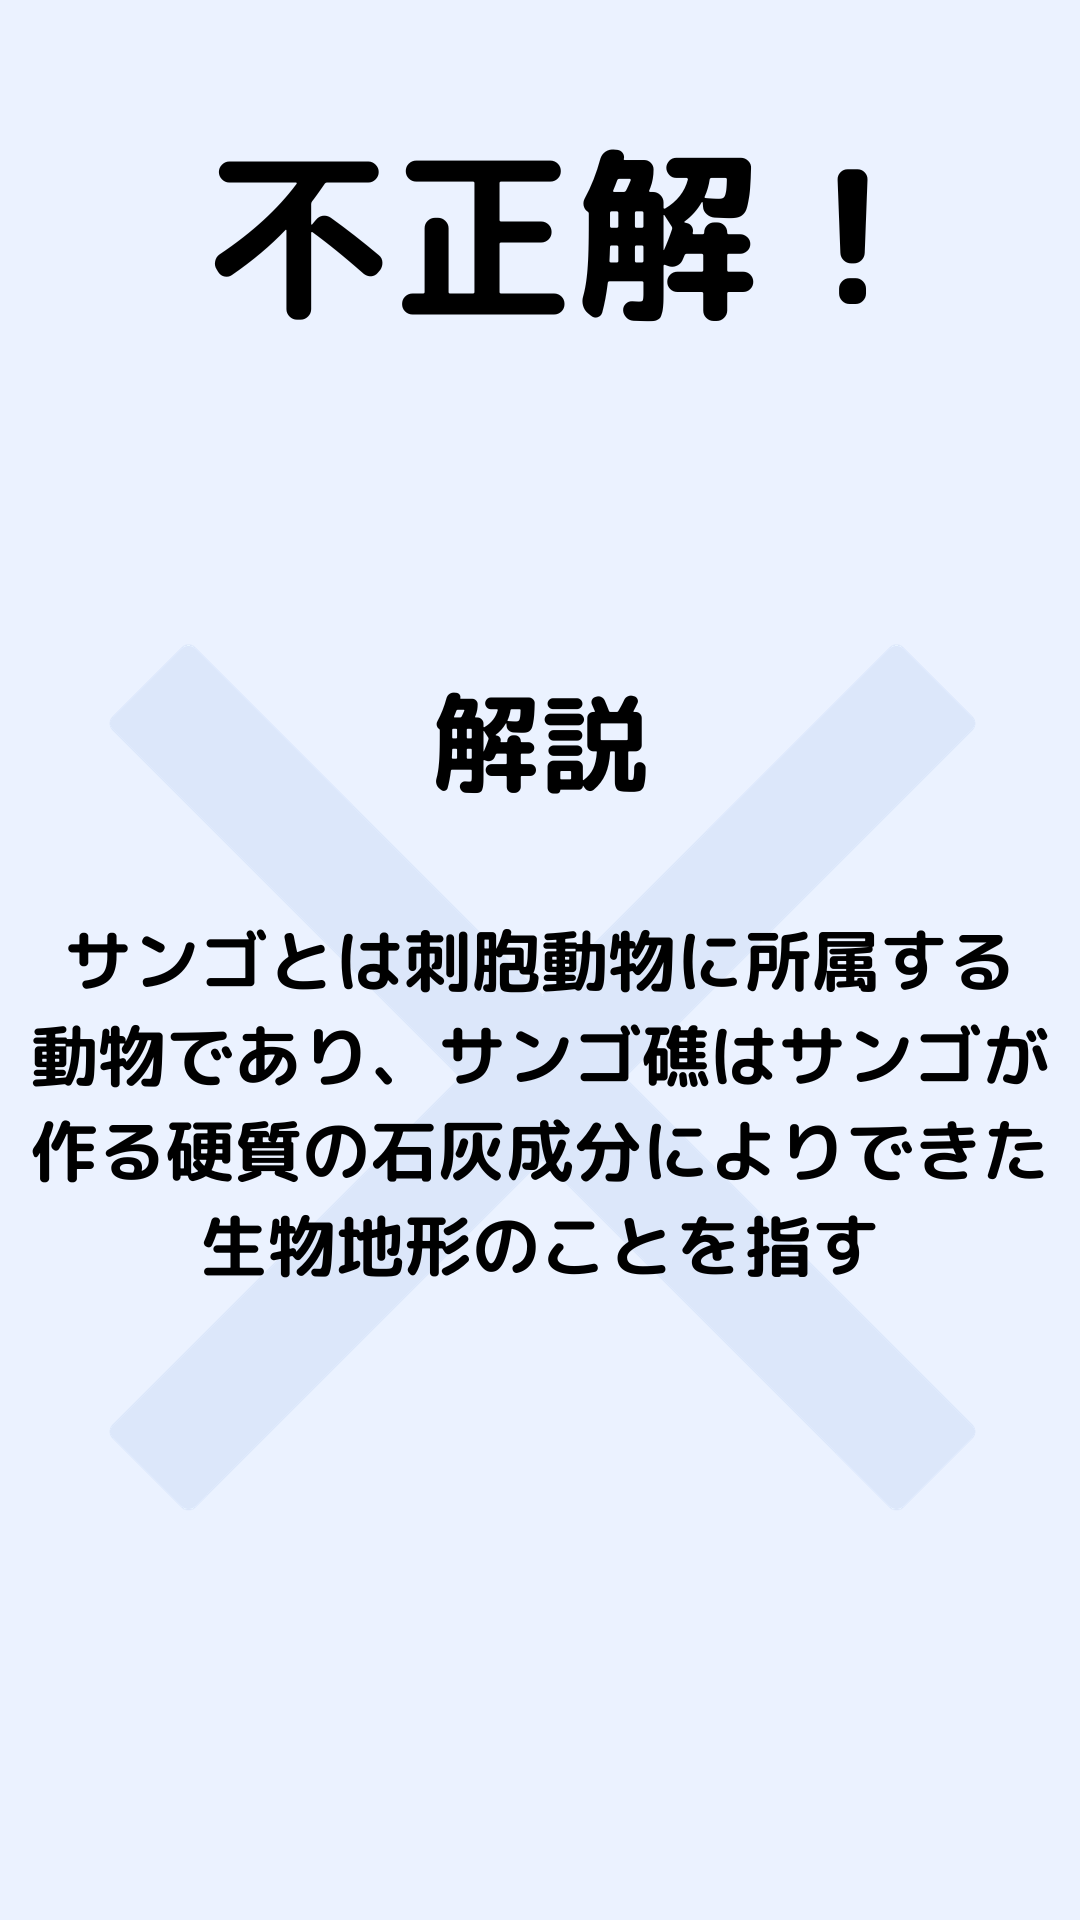 不正解！
解説
サンゴとは刺胞動物に所属する
動物であり、サンゴ礁はサンゴが
作る硬質の石灰成分によりできた
生物地形のことを指す